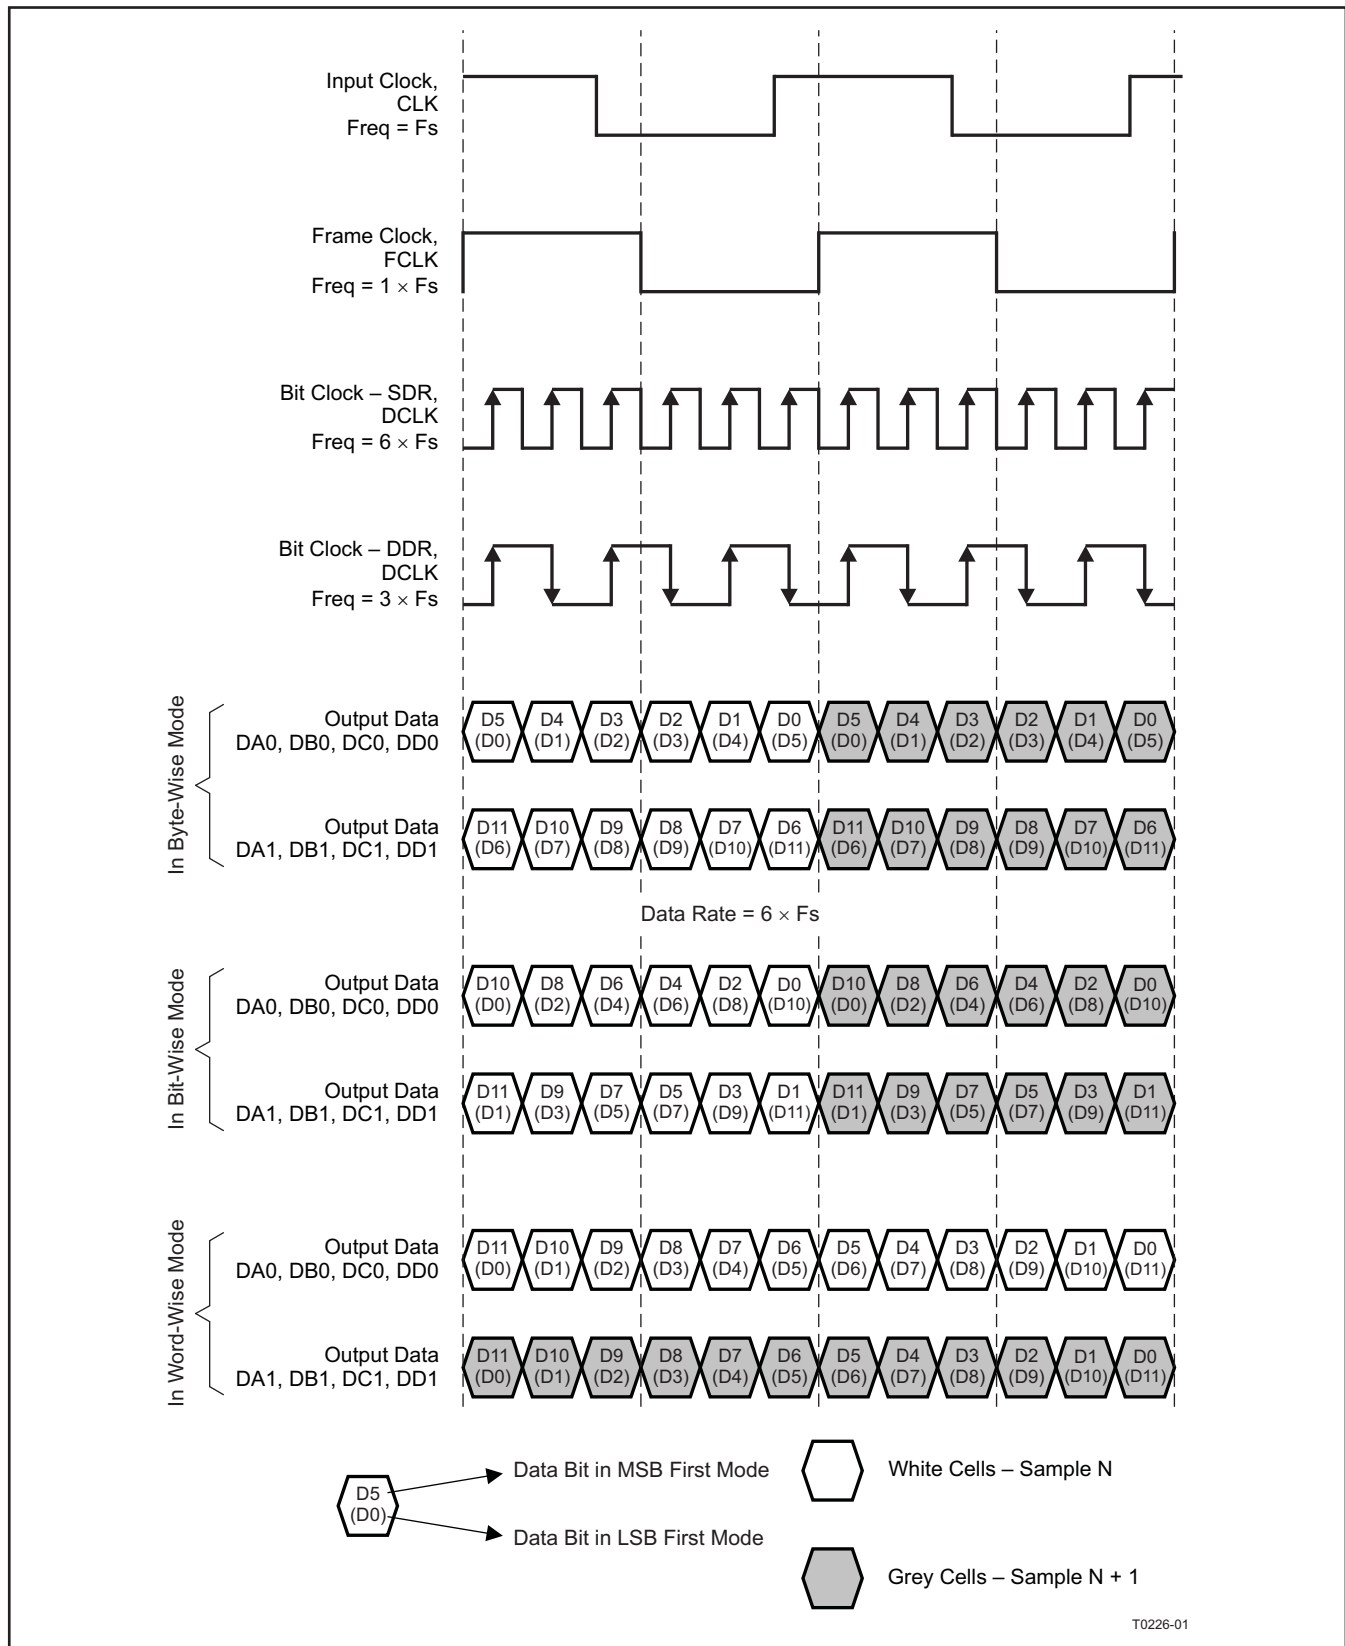 Input Clock,
CLK
Freq = Fs
Frame Clock,
FCLK
Freq = 1 × Fs
Bit Clock – SDR,
DCLK
Freq = 6 × Fs
Bit Clock – DDR,
DCLK
Freq = 3 × Fs
In Byte-Wise Mode
Output Data
DA0, DB0, DC0, DD0
D5 D4 D3 D2 D1 D0 D5 D4 D3 D2 D1 D0
(D0) (D1) (D2) (D3) (D4) (D5) (D0) (D1) (D2) (D3) (D4) (D5)
Output Data
DA1, DB1, DC1, DD1
D11 D10 D9 D8 D7 D6 D11 D10 D9 D8 D7 D6
(D6) (D7) (D8) (D9) (D10) (D11) (D6) (D7) (D8) (D9) (D10) (D11)
Data Rate = 6 × Fs
In Bit-Wise Mode
Output Data
DA0, DB0, DC0, DD0
D10 D8 D6 D4 D2 D0 D10 D8 D6 D4 D2 D0
(D0) (D2) (D4) (D6) (D8) (D10) (D0) (D2) (D4) (D6) (D8) (D10)
Output Data
DA1, DB1, DC1, DD1
D11 D9 D7 D5 D3 D1 D11 D9 D7 D5 D3 D1
(D1) (D3) (D5) (D7) (D9) (D11) (D1) (D3) (D5) (D7) (D9) (D11)
In Word-Wise Mode
Output Data
DA0, DB0, DC0, DD0
D11 D10 D9 D8 D7 D6 D5 D4 D3 D2 D1 D0
(D0) (D1) (D2) (D3) (D4) (D5) (D6) (D7) (D8) (D9) (D10) (D11)
Output Data
DA1, DB1, DC1, DD1
D11 D10 D9 D8 D7 D6 D5 D4 D3 D2 D1 D0
(D0) (D1) (D2) (D3) (D4) (D5) (D6) (D7) (D8) (D9) (D10) (D11)
D5
(D0)
Data Bit in MSB First Mode
Data Bit in LSB First Mode
White Cells – Sample N
Grey Cells – Sample N + 1
T0226-01